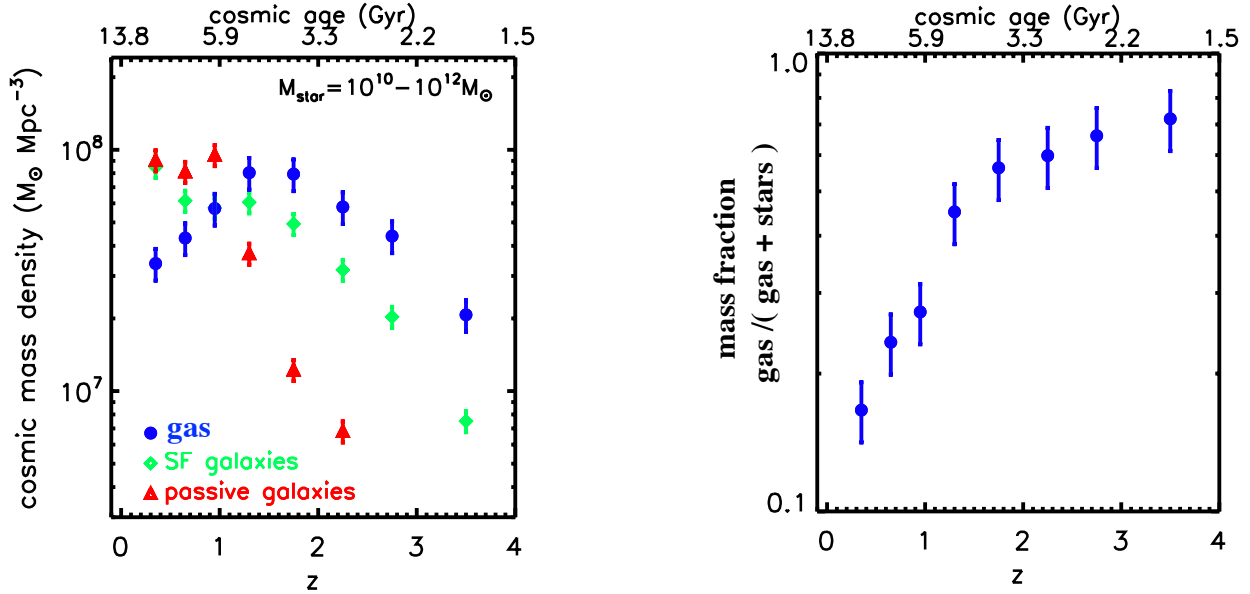 cosmic age (Gyr)
13.8 5.9 3.3 2.2 1.5
M_star=10^10−10^12M_⊙
cosmic mass density (M_⊙ Mpc^−3)
10^8
10^7
gas
SF galaxies
passive galaxies
0 1 2 3 4
z
cosmic age (Gyr)
13.8 5.9 3.3 2.2 1.5
1.0
mass fraction
gas /( gas + stars )
0.1
0 1 2 3 4
z